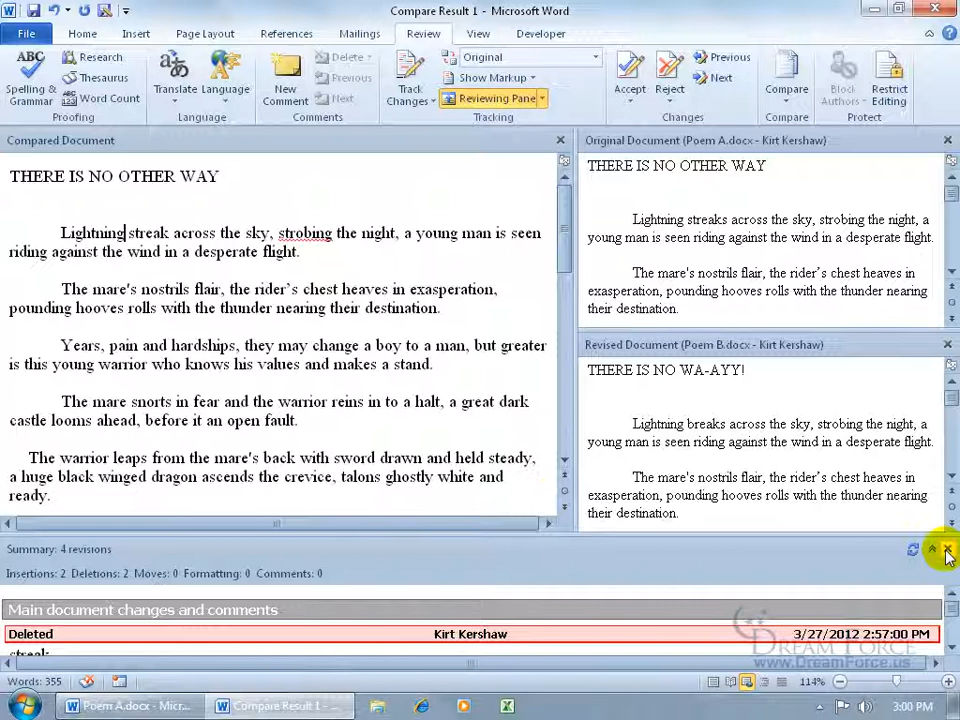 Compare Result 1 - Microsoft Word
File Home Insert Page Layout References Mailings Review View Developer
ABC Spelling & Grammar
Research
Thesaurus
Word Count
Proofing
Translate Language
Language
New Comment
Delete
Previous
Next
Comments
Track Changes
Original
Show Markup
Reviewing Pane
Tracking
Accept Reject
Previous
Next
Changes
Compare
Compare
Block Authors
Restrict Editing
Protect
Compared Document
THERE IS NO OTHER WAY
Lightning streak across the sky, strobing the night, a young man is seen
riding against the wind in a desperate flight.
The mare's nostrils flair, the rider's chest heaves in exasperation,
pounding hooves rolls with the thunder nearing their destination.
Years, pain and hardships, they may change a boy to a man, but greater
is this young warrior who knows his values and makes a stand.
The mare snorts in fear and the warrior reins in to a halt, a great dark
castle looms ahead, before it an open fault.
The warrior leaps from the mare's back with sword drawn and held steady,
a huge black winged dragon ascends the crevice, talons ghostly white and
ready.
Original Document (Poem A.docx - Kirt Kershaw)
THERE IS NO OTHER WAY
Lightning streaks across the sky, strobing the night, a
young man is seen riding against the wind in a desperate flight.
The mare's nostrils flair, the rider's chest heaves in
exasperation, pounding hooves rolls with the thunder nearing
their destination.
Revised Document (Poem B.docx - Kirt Kershaw)
THERE IS NO WA-AYY!
Lightning breaks across the sky, strobing the night, a
young man is seen riding against the wind in a desperate flight.
The mare's nostrils flair, the rider's chest heaves in
exasperation, pounding hooves rolls with the thunder nearing
their destination.
Summary: 4 revisions
Insertions: 2 Deletions: 2 Moves: 0 Formatting: 0 Comments: 0
Main document changes and comments
Deleted Kirt Kershaw 3/27/2012 2:57:00 PM
streak
DREAM FORCE
www.DreamForce.us
Words: 355 114%
Poem A.docx - Micr... Compare Result 1 - ... 3:00 PM